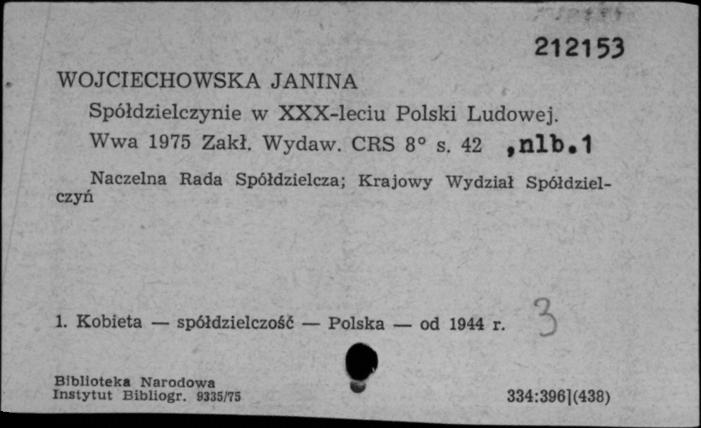 212153
WOJCIECHOWSKA JANINA
Spółdzielczynie w XXX-leciu Polski Ludowej.
Wwa 1975 Zakł. Wydaw. CRS 8° s. 42 ,nlb.1
Naczelna Rada Spółdzielcza; Krajowy Wydział Spółdziel-
czyń
1. Kobieta — spółdzielczość — Polska — od 1944 r. 3
Biblioteka Narodowa
Instytut Bibliogr. 9335/75 334:396](438)